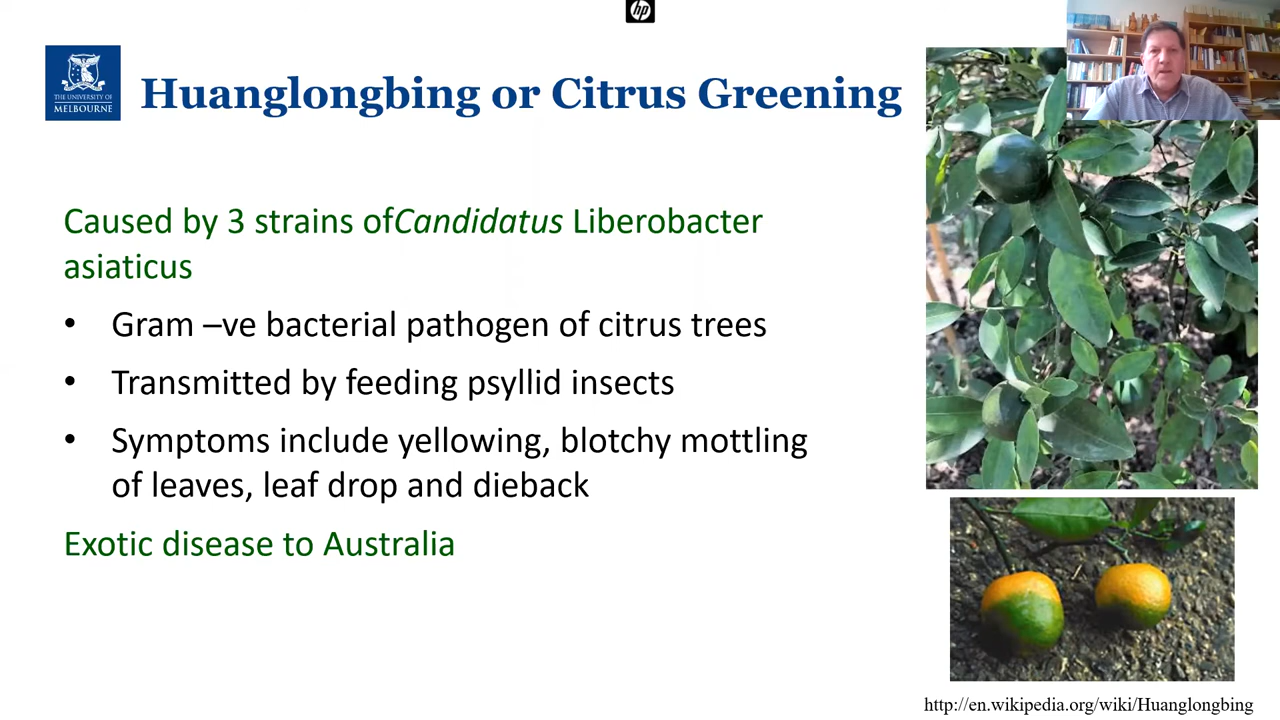 hp
THE UNIVERSITY OF
MELBOURNE
Huanglongbing or Citrus Greening
Caused by 3 strains ofCandidatus Liberobacter
asiaticus
• Gram –ve bacterial pathogen of citrus trees
• Transmitted by feeding psyllid insects
• Symptoms include yellowing, blotchy mottling
of leaves, leaf drop and dieback
Exotic disease to Australia
http://en.wikipedia.org/wiki/Huanglongbing